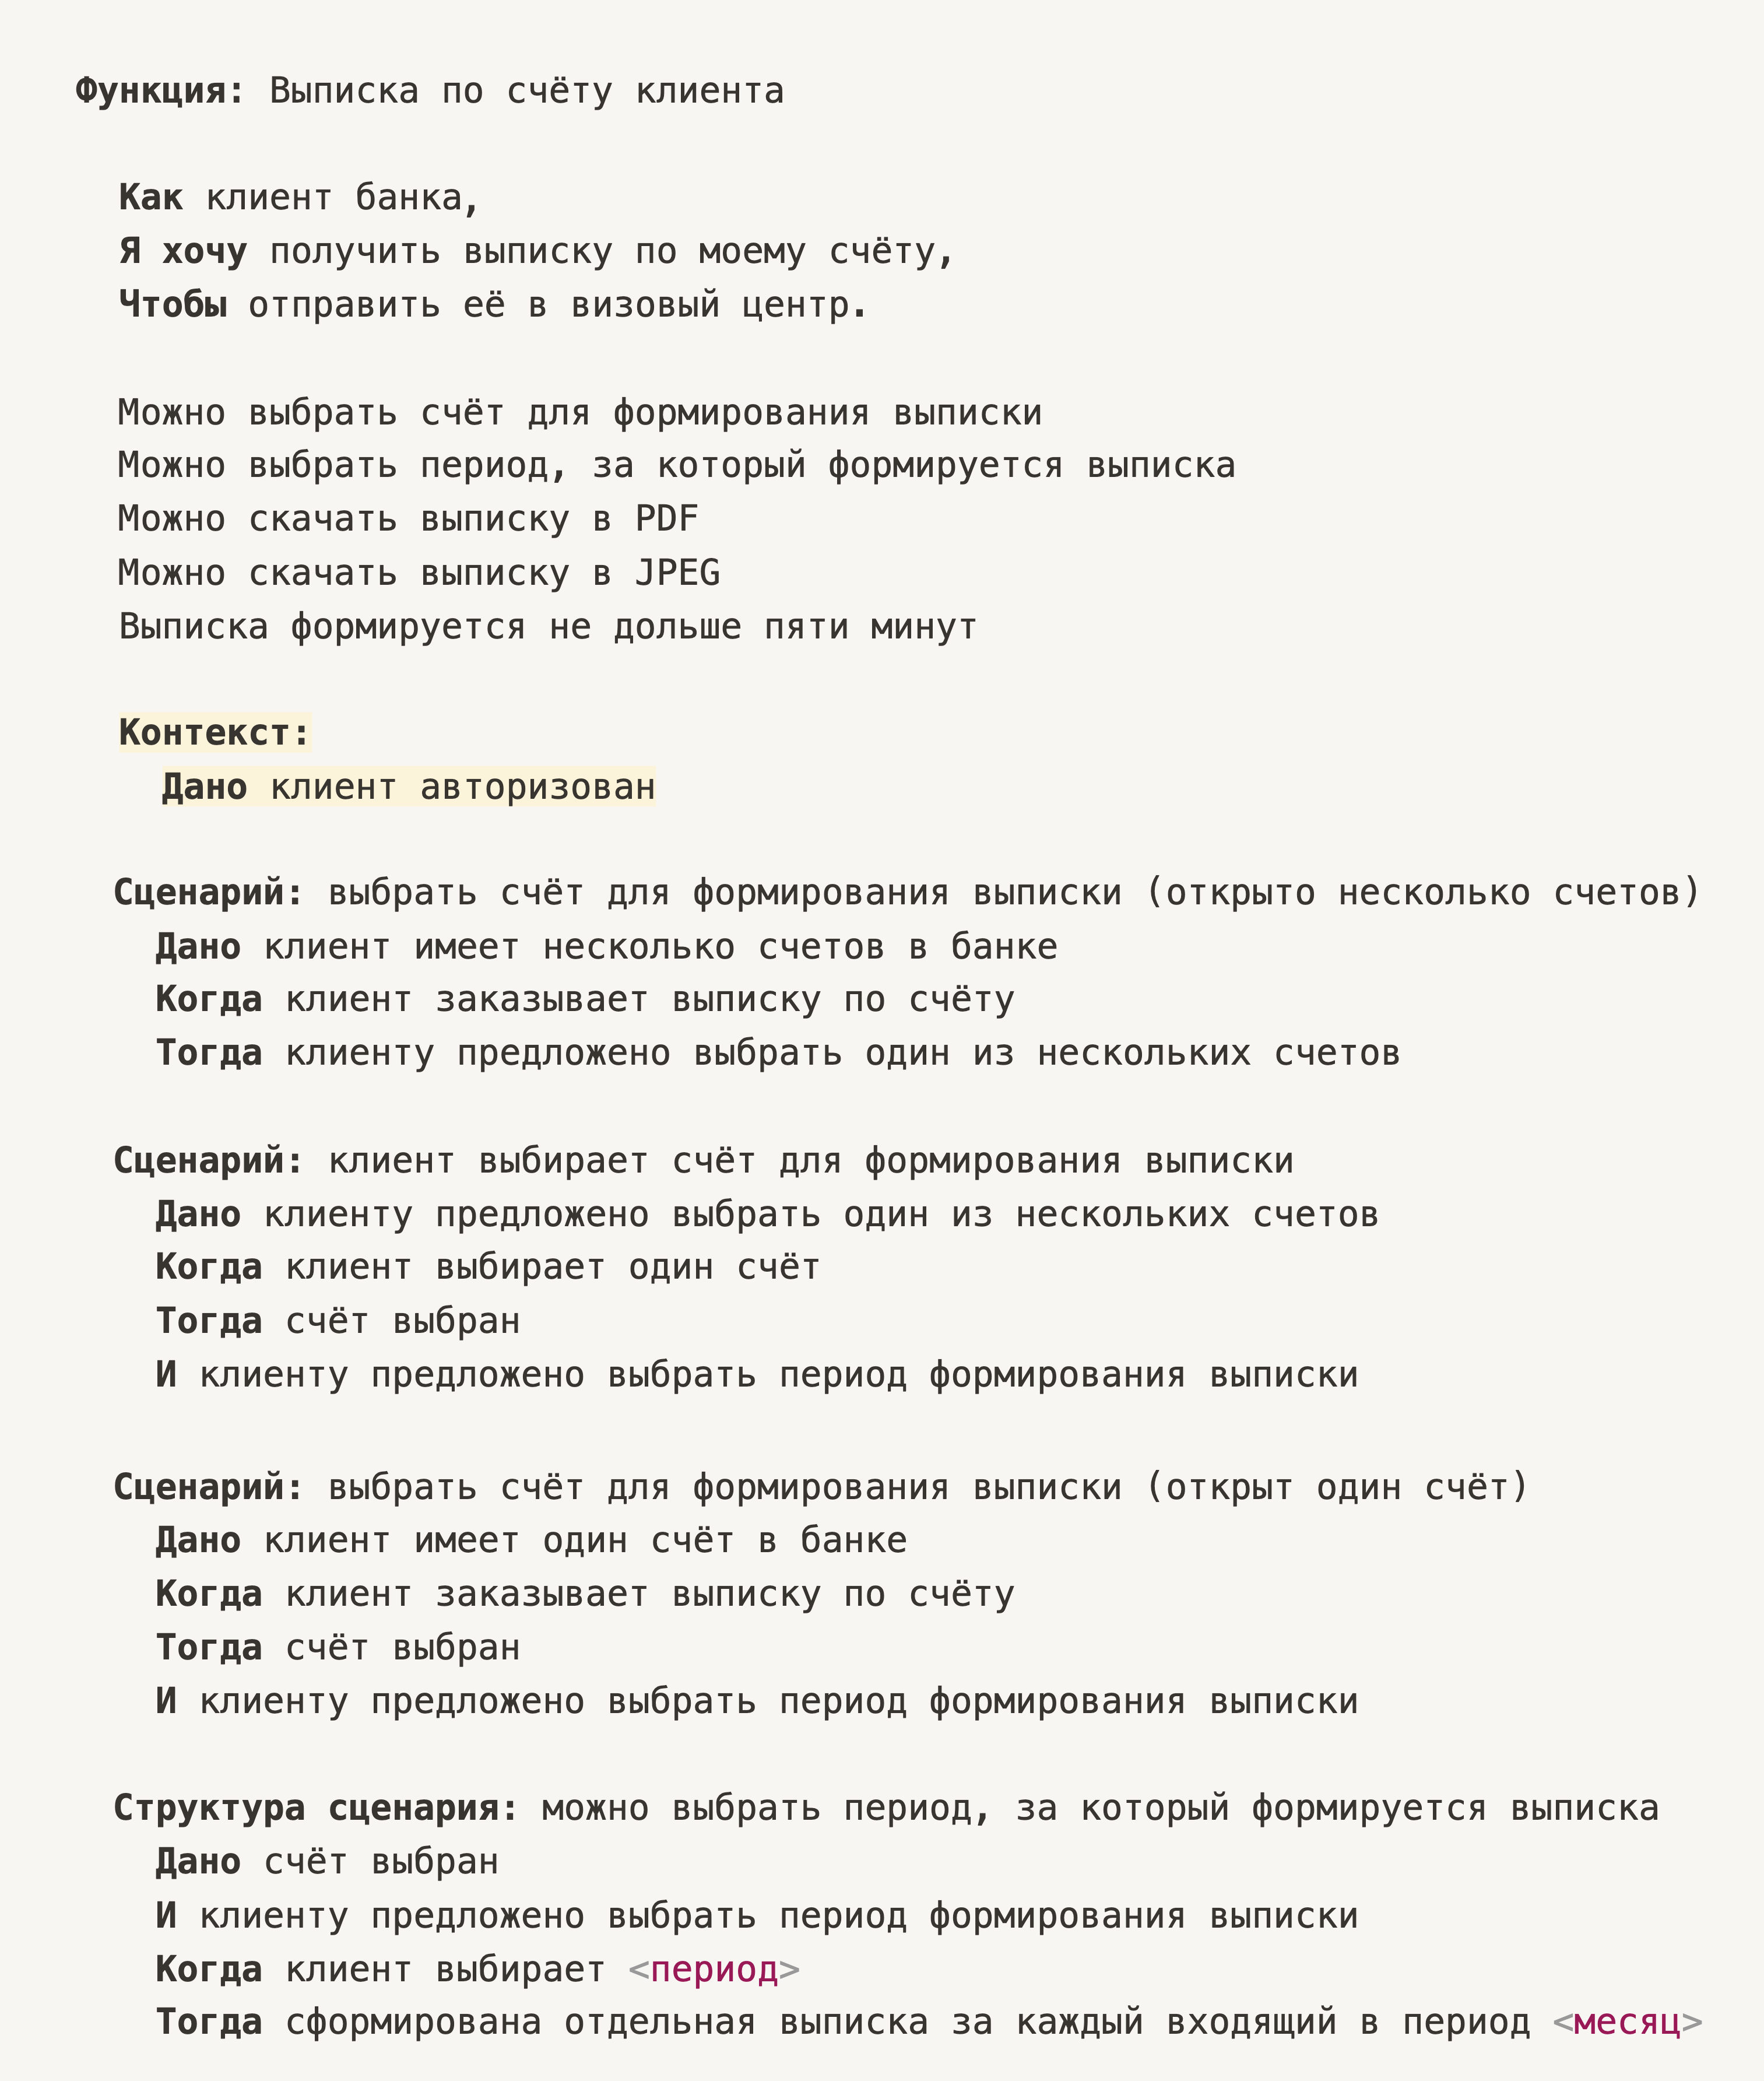 Функция: Выписка по счёту клиента
Как клиент банка,
Я хочу получить выписку по моему счёту,
Чтобы отправить её в визовый центр.
Можно выбрать счёт для формирования выписки
Можно выбрать период, за который формируется выписка
Можно скачать выписку в PDF
Можно скачать выписку в JPEG
Выписка формируется не дольше пяти минут
Контекст:
Дано клиент авторизован
Сценарий: выбрать счёт для формирования выписки (открыто несколько счетов)
Дано клиент имеет несколько счетов в банке
Когда клиент заказывает выписку по счёту
Тогда клиенту предложено выбрать один из нескольких счетов
Сценарий: клиент выбирает счёт для формирования выписки
Дано клиенту предложено выбрать один из нескольких счетов
Когда клиент выбирает один счёт
Тогда счёт выбран
И клиенту предложено выбрать период формирования выписки
Сценарий: выбрать счёт для формирования выписки (открыт один счёт)
Дано клиент имеет один счёт в банке
Когда клиент заказывает выписку по счёту
Тогда счёт выбран
И клиенту предложено выбрать период формирования выписки
Структура сценария: можно выбрать период, за который формируется выписка
Дано счёт выбран
И клиенту предложено выбрать период формирования выписки
Когда клиент выбирает <период>
Тогда сформирована отдельная выписка за каждый входящий в период <месяц>